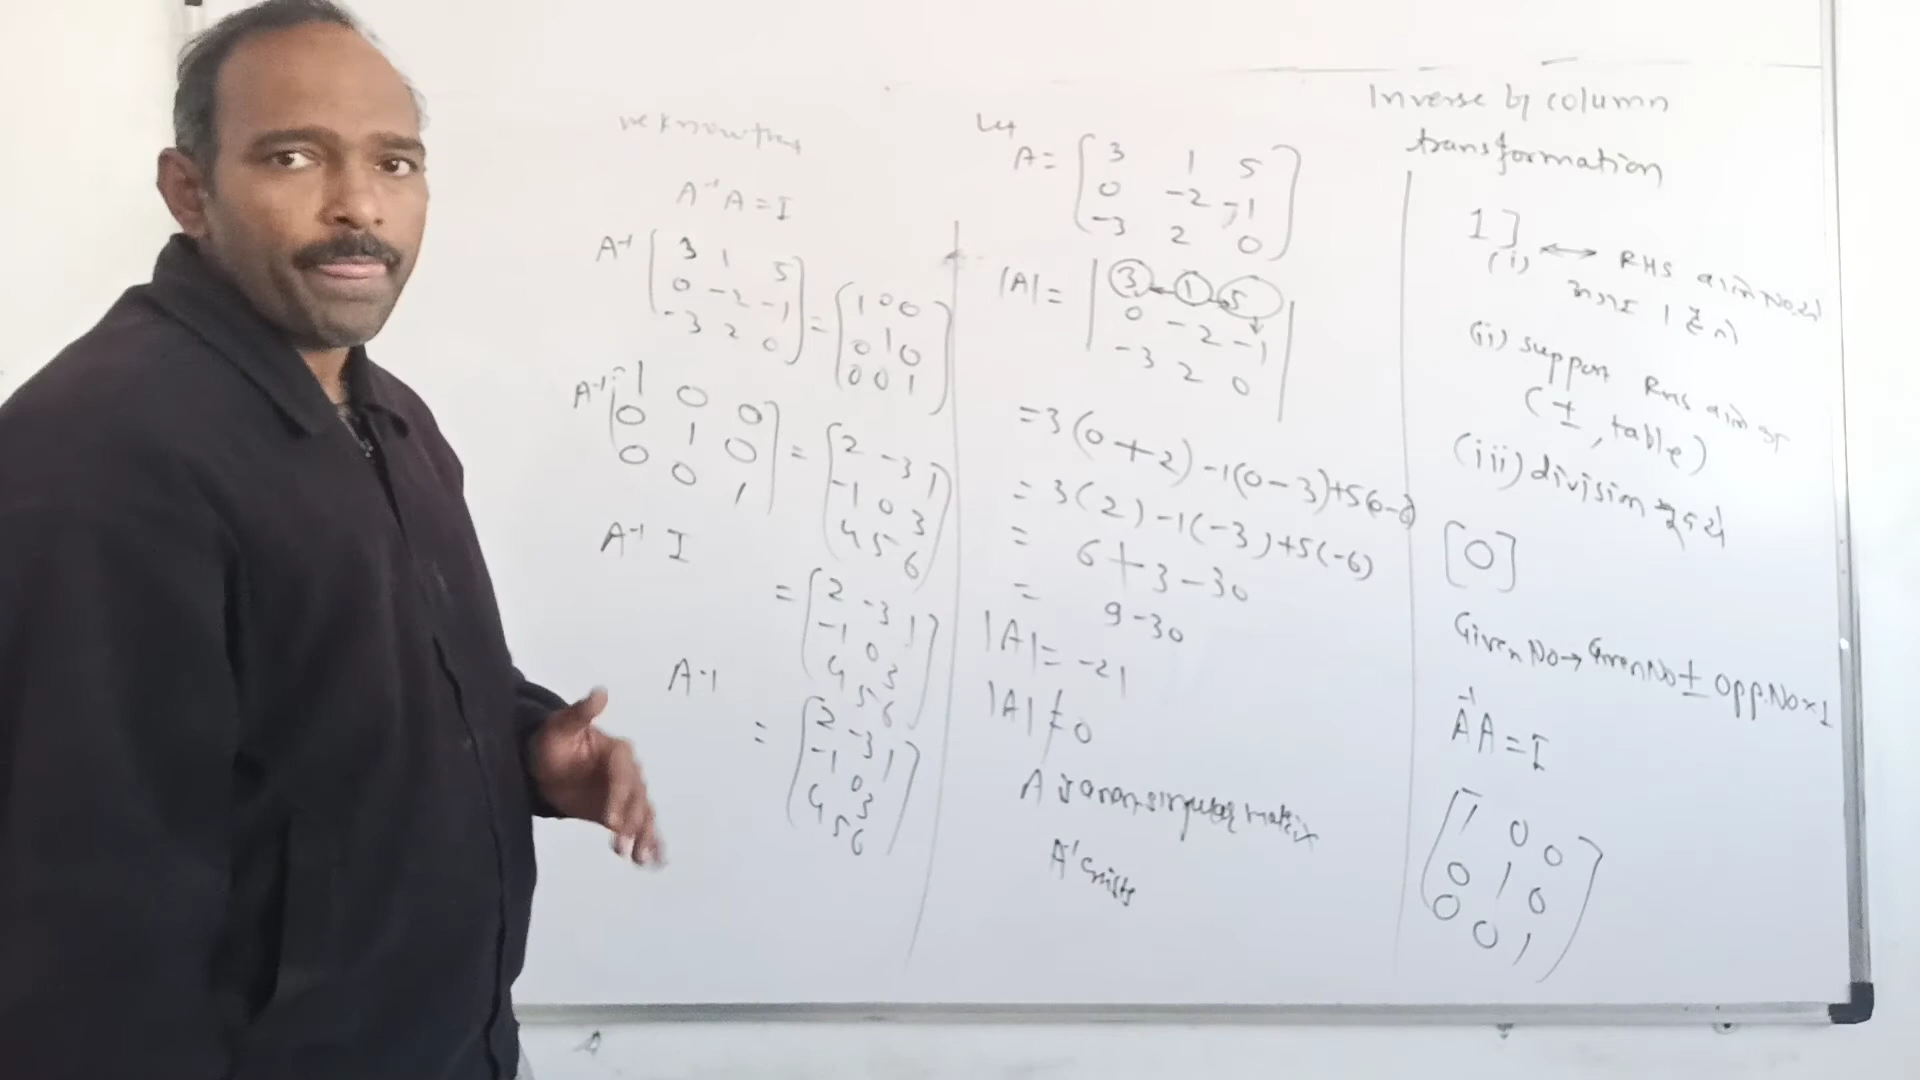 we know that
A⁻¹ A = I
A⁻¹ [3 1 5
0 -2 -1
-3 2 0] = [1 0 0
0 1 0
0 0 1]
A⁻¹ [1 0 0
0 1 0
0 0 1] = [2 -3 1
-1 0 3
4 5 6]
A⁻¹ I
= [2 -3 1
-1 0 3
4 5 6]
A⁻¹
= [2 -3 1
-1 0 3
4 5 6]
Let
A = [3 1 5
0 -2 -1
-3 2 0]
|A| = |3 1 5
0 -2 -1
-3 2 0|
= 3(0+2) -1(0-3)+5(0-6)
= 3(2) -1(-3)+5(-6)
= 6+3-30
= 9-30
|A| = -21
|A| ≠ 0
A is a non singular matrix
A⁻¹ exists
Inverse by column
transformation
1]
(i) ↔ RHS No.
1
(ii) support RHS
(±, table)
(iii) division
[0]
Given No → Given No ± opp. No × 1
A⁻¹A = I
[1 0 0
0 1 0
0 0 1]